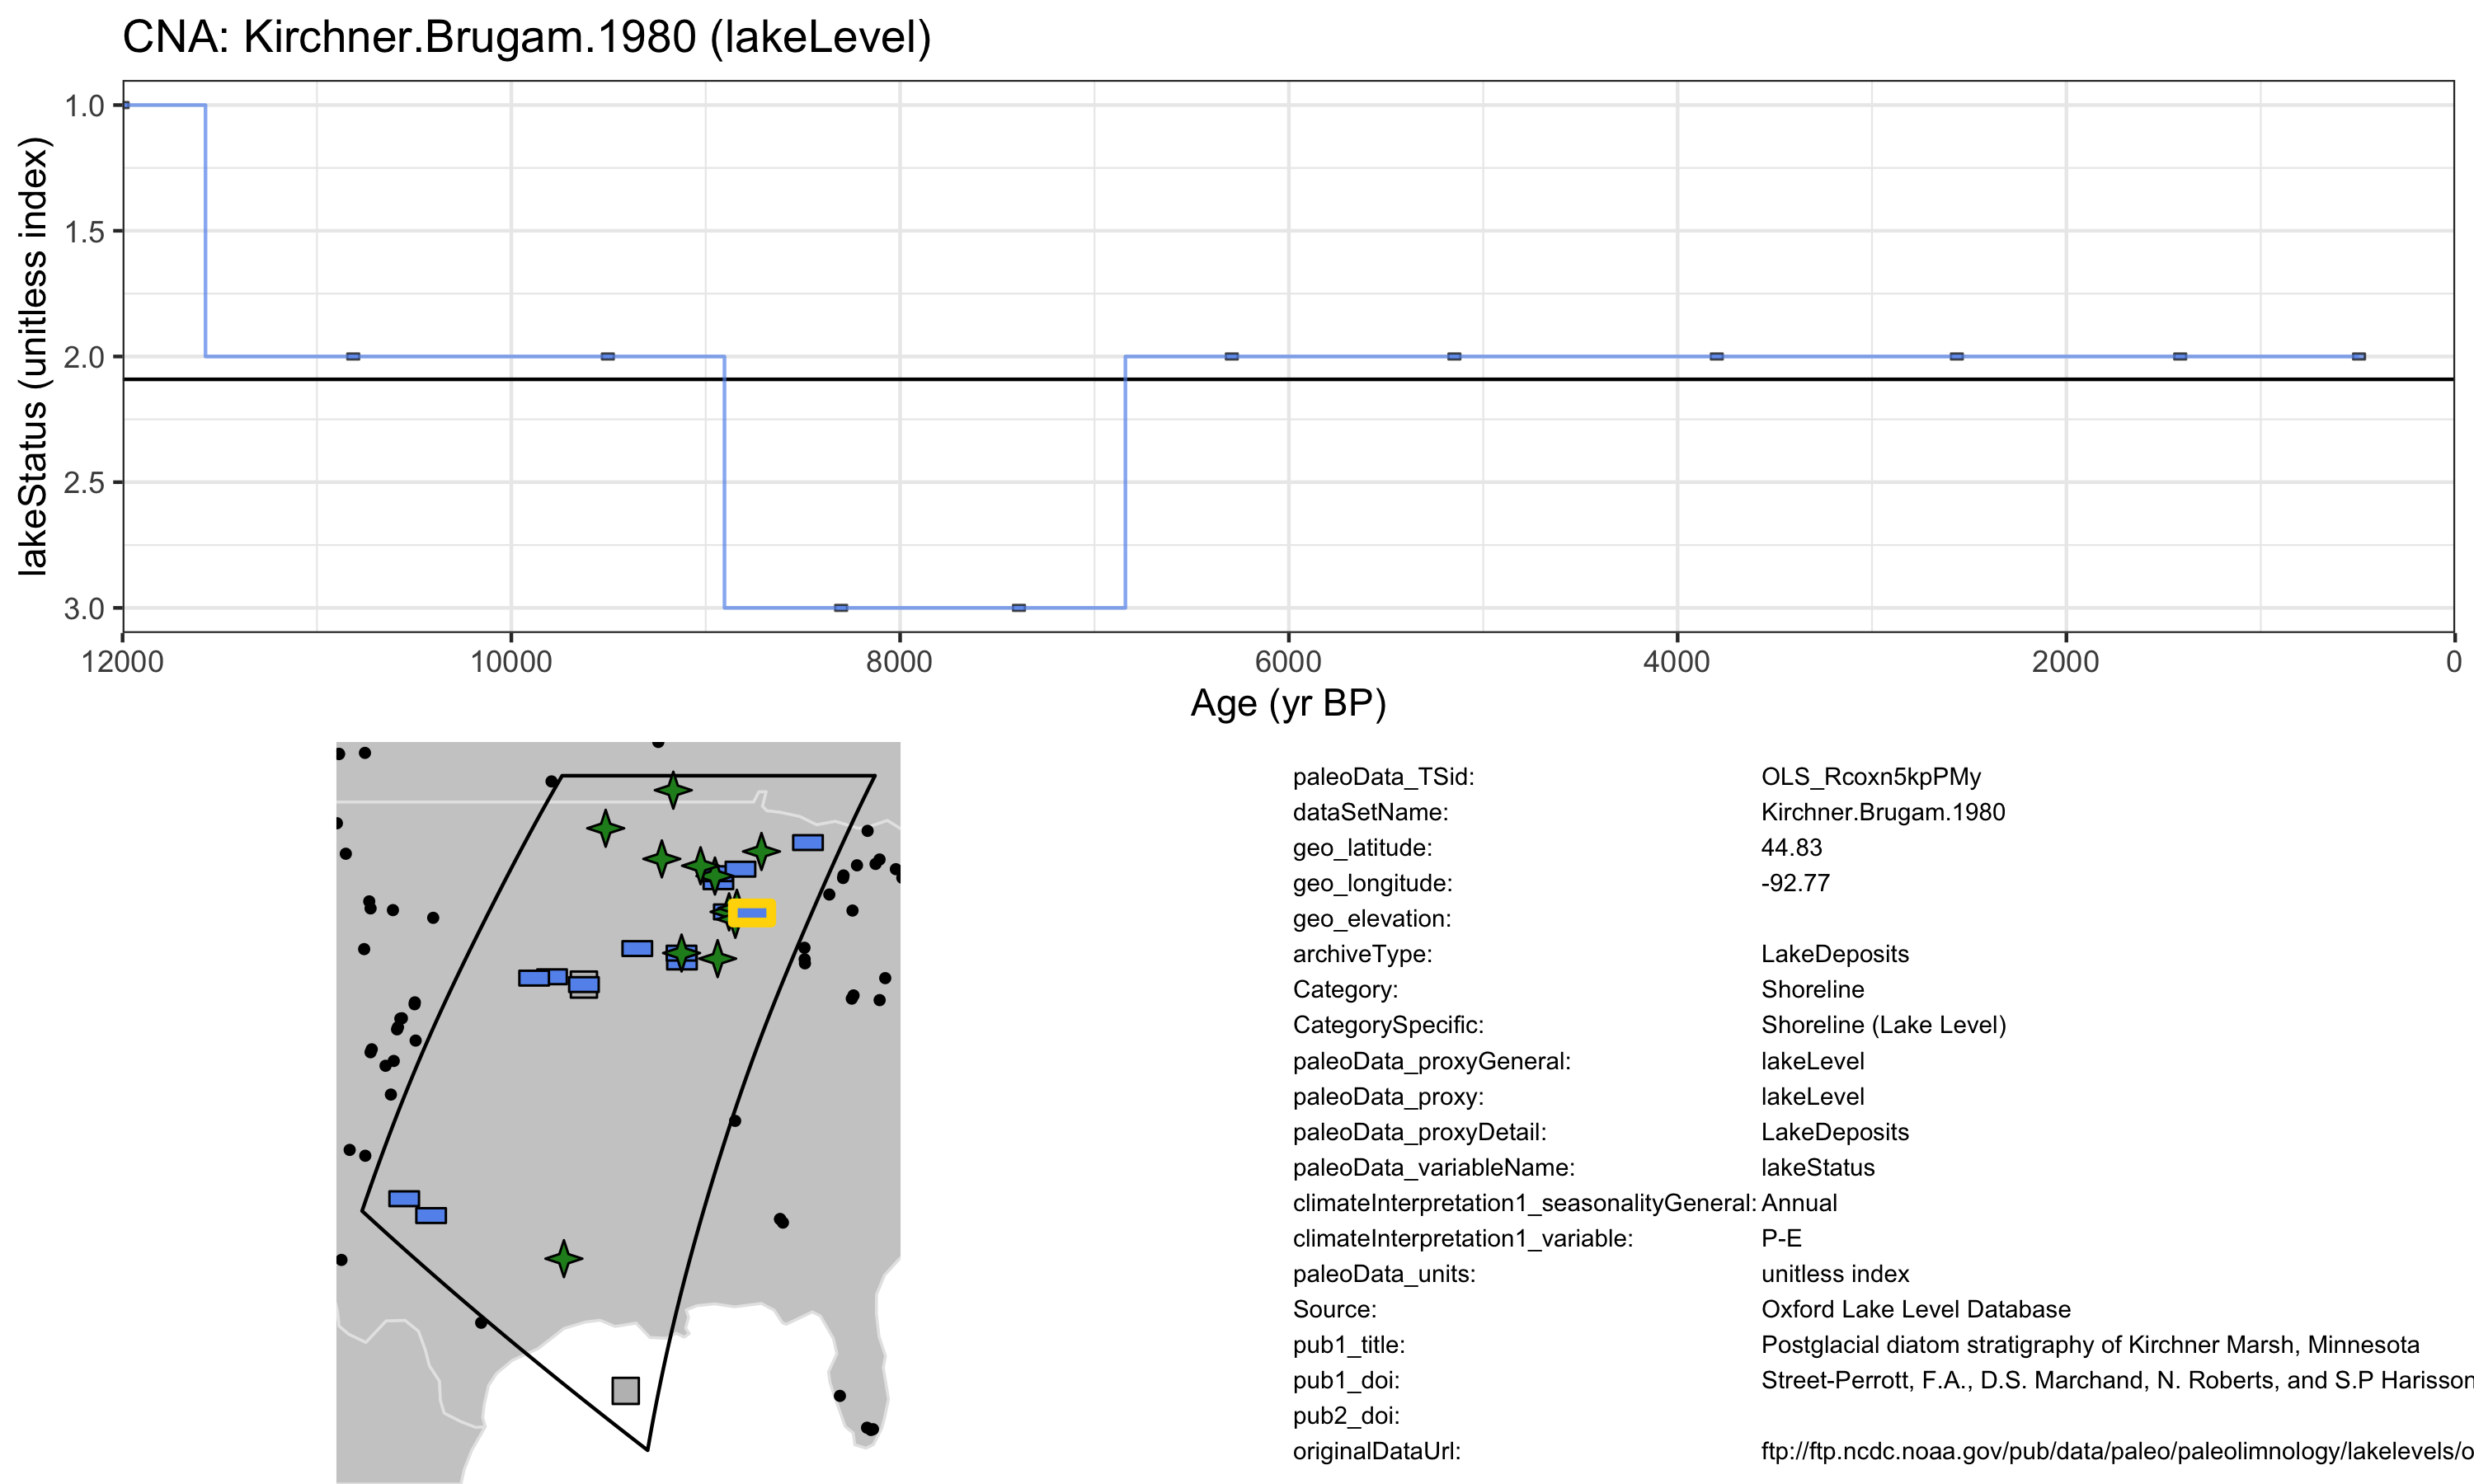 CNA: Kirchner.Brugam.1980 (lakeLevel)
lakeStatus (unitless index)
1.0
1.5
2.0
2.5
3.0
12000 10000 8000 6000 4000 2000 0
Age (yr BP)
paleoData_TSid: OLS_Rcoxn5kpPMy
dataSetName: Kirchner.Brugam.1980
geo_latitude: 44.83
geo_longitude: -92.77
geo_elevation:
archiveType: LakeDeposits
Category: Shoreline
CategorySpecific: Shoreline (Lake Level)
paleoData_proxyGeneral: lakeLevel
paleoData_proxy: lakeLevel
paleoData_proxyDetail: LakeDeposits
paleoData_variableName: lakeStatus
climateInterpretation1_seasonalityGeneral: Annual
climateInterpretation1_variable: P-E
paleoData_units: unitless index
Source: Oxford Lake Level Database
pub1_title: Postglacial diatom stratigraphy of Kirchner Marsh, Minnesota
pub1_doi: Street-Perrott, F.A., D.S. Marchand, N. Roberts, and S.P Harisson
pub2_doi:
originalDataUrl: ftp://ftp.ncdc.noaa.gov/pub/data/paleo/paleolimnology/lakelevels/o